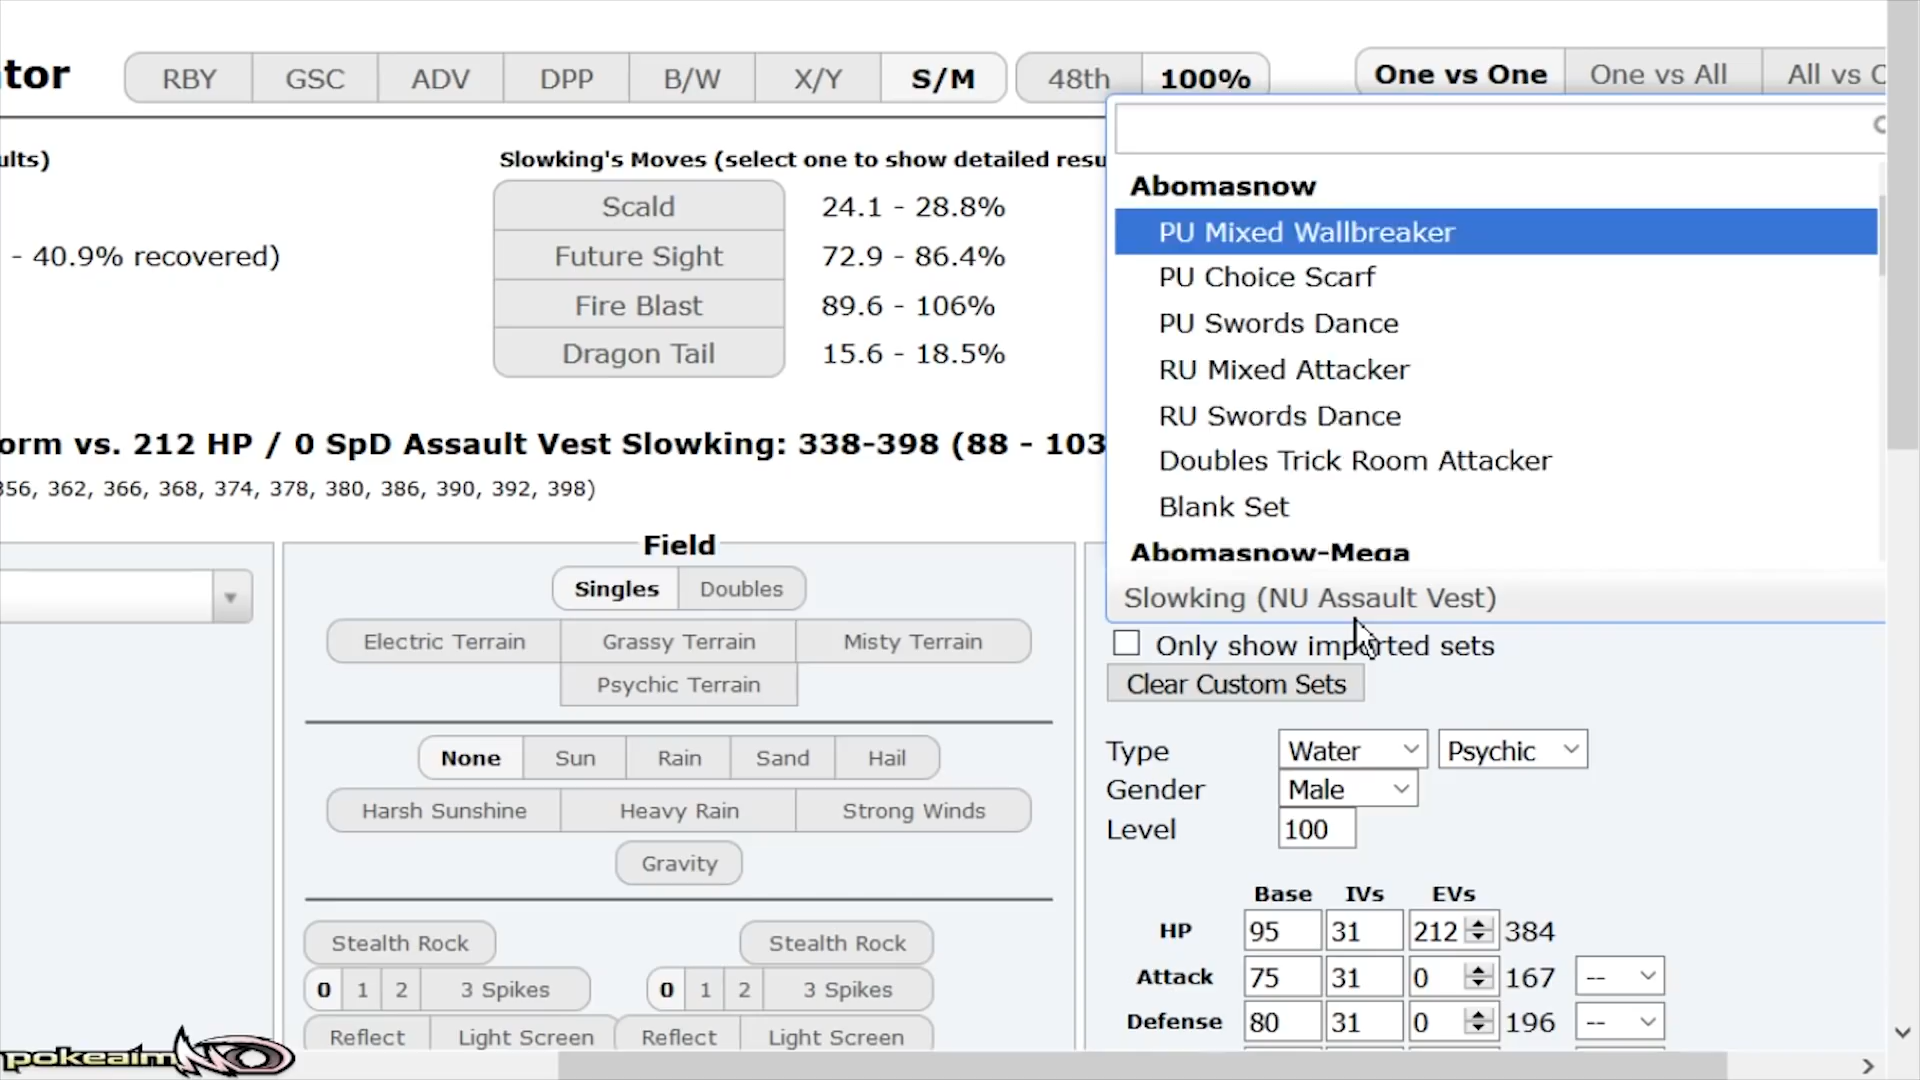 tor RBY GSC ADV DPP B/W X/Y S/M 48th 100% One vs One One vs All All vs
ults) Slowking's Moves (select one to show detailed resu
Scald 24.1 - 28.8%
- 40.9% recovered) Future Sight 72.9 - 86.4%
Fire Blast 89.6 - 106%
Dragon Tail 15.6 - 18.5%
orm vs. 212 HP / 0 SpD Assault Vest Slowking: 338-398 (88 - 103
356, 362, 366, 368, 374, 378, 380, 386, 390, 392, 398)
Abomasnow
PU Mixed Wallbreaker
PU Choice Scarf
PU Swords Dance
RU Mixed Attacker
RU Swords Dance
Doubles Trick Room Attacker
Blank Set
Abomasnow-Mega
Slowking (NU Assault Vest)
Only show imported sets
Clear Custom Sets
Field
Singles Doubles
Electric Terrain Grassy Terrain Misty Terrain
Psychic Terrain
None Sun Rain Sand Hail
Harsh Sunshine Heavy Rain Strong Winds
Gravity
Stealth Rock Stealth Rock
0 1 2 3 Spikes 0 1 2 3 Spikes
Reflect Light Screen Reflect Light Screen
Type Water Psychic
Gender Male
Level 100
Base IVs EVs
HP 95 31 212 384
Attack 75 31 0 167 --
Defense 80 31 0 196 --
pokeaim